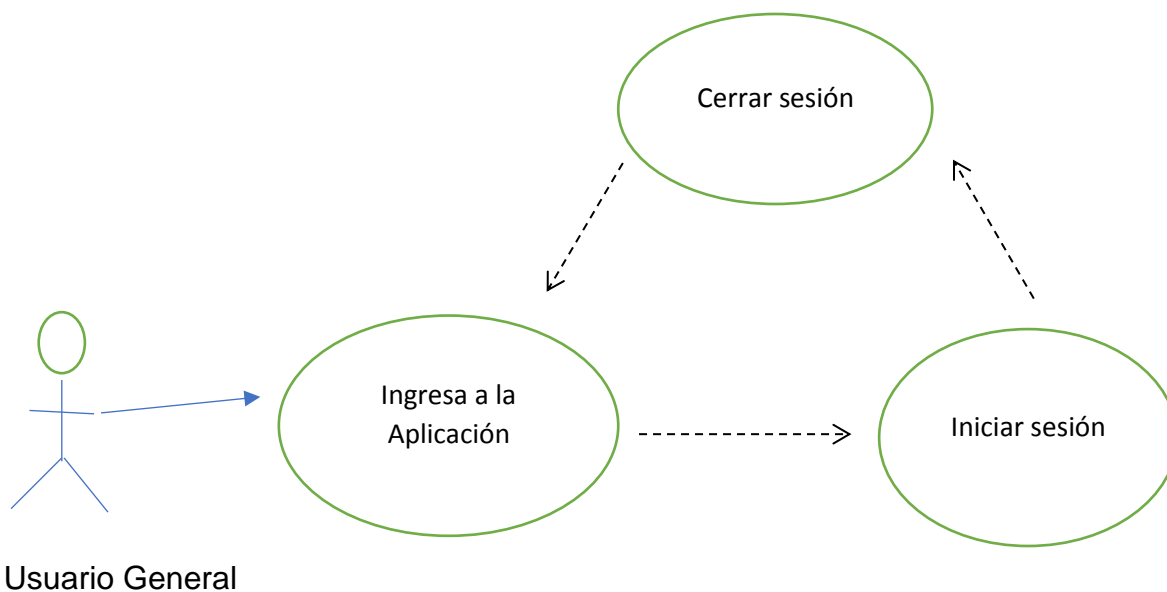 Cerrar sesión
Ingresa a la
Aplicación
Iniciar sesión
Usuario General